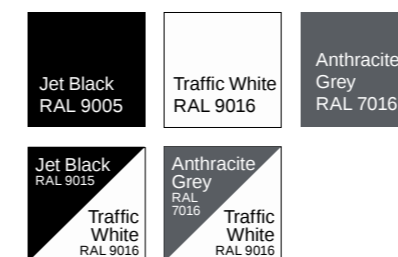 Jet Black
RAL 9005
Traffic White
RAL 9016
Anthracite
Grey
RAL 7016
Jet Black
RAL 9015
Traffic
White
RAL 9016
Anthracite
Grey
RAL
7016
Traffic
White
RAL 9016